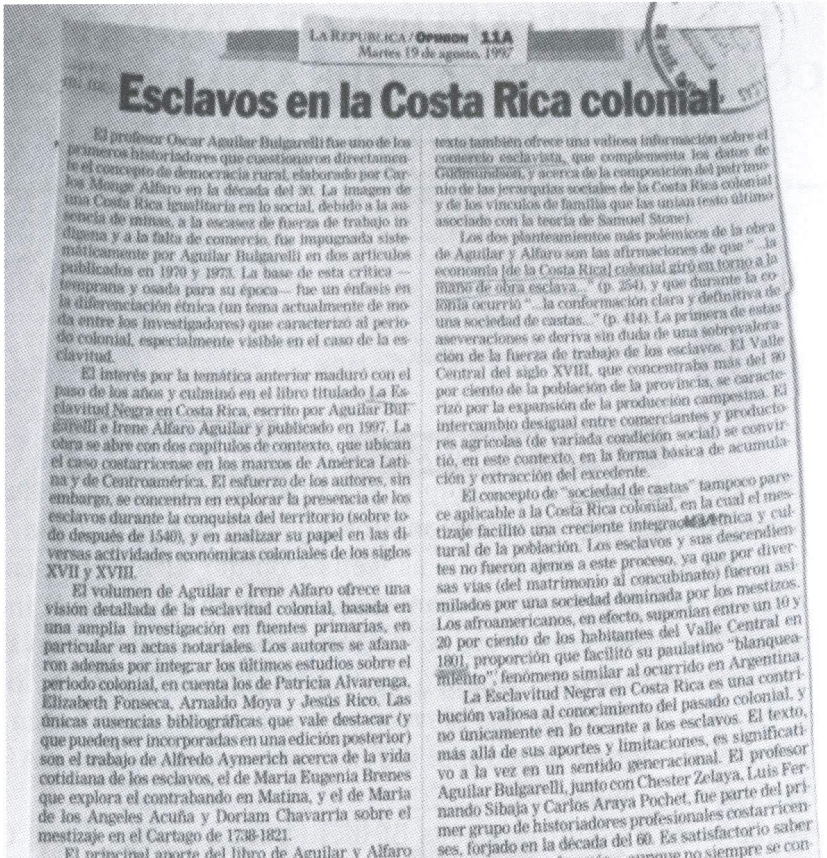 LA REPUBLICA/OPINION 11A
Martes 19 de agosto, 1997
Esclavos en la Costa Rica colonial
El profesor Oscar Aguilar Bulgarelli fue uno de los
primeros historiadores que cuestionaron directamen-
te el concepto de democracia rural, elaborado por Car-
los Monge Alfaro en la década del 30. La imagen de
una Costa Rica igualitaria en lo social, debido a la au-
sencia de minas, a la escasez de fuerza de trabajo in-
dígena y a la falta de comercio, fue impugnada siste-
máticamente por Aguilar Bulgarelli en dos artículos
publicados en 1970 y 1973. La base de esta crítica —
temprana y osada para su época— fue un énfasis en
la diferenciación étnica (un tema actualmente de mo-
da entre los investigadores) que caracterizó al perío-
do colonial, especialmente visible en el caso de la es-
clavitud.
El interés por la temática anterior maduró con el
paso de los años y culminó en el libro titulado La Es-
clavitud Negra en Costa Rica, escrito por Aguilar Bul-
garelli e Irene Alfaro Aguilar y publicado en 1997. La
obra se abre con dos capítulos de contexto, que ubican
el caso costarricense en los marcos de América Lati-
na y de Centroamérica. El esfuerzo de los autores, sin
embargo, se concentra en explorar la presencia de los
esclavos durante la conquista del territorio (sobre to-
do después de 1540), y en analizar su papel en las di-
versas actividades económicas coloniales de los siglos
XVII y XVIII.
El volumen de Aguilar e Irene Alfaro ofrece una
visión detallada de la esclavitud colonial, basada en
una amplia investigación en fuentes primarias, en
particular en actas notariales. Los autores se afana-
ron además por integrar los últimos estudios sobre el
período colonial, en cuenta los de Patricia Alvarenga,
Elizabeth Fonseca, Arnaldo Moya y Jesús Rico. Las
únicas ausencias bibliográficas que vale destacar (y
que pueden ser incorporadas en una edición posterior)
son el trabajo de Alfredo Aymerich acerca de la vida
cotidiana de los esclavos, el de María Eugenia Brenes
que explora el contrabando en Matina, y el de María
de los Angeles Acuña y Doriam Chavarría sobre el
mestizaje en el Cartago de 1738-1821.
El principal aporte del libro de Aguilar y Alfaro
texto también ofrece una valiosa información sobre el
comercio esclavista, que complementa los datos de
Gudmundson, y acerca de la composición del patrimo-
nio de las jerarquías sociales de la Costa Rica colonial
y de los vínculos de familia que las unían (esto último
asociado con la teoría de Samuel Stone).
Los dos planteamientos más polémicos de la obra
de Aguilar y Alfaro son las afirmaciones de que "...la
economía [de la Costa Rica] colonial giró en torno a la
mano de obra esclava..." (p. 254), y que durante la co-
lonia ocurrió "...la conformación clara y definitiva de
una sociedad de castas..." (p. 414). La primera de estas
aseveraciones se deriva sin duda de una sobrevalora-
ción de la fuerza de trabajo de los esclavos. El Valle
Central del siglo XVIII, que concentraba más del 80
por ciento de la población de la provincia, se caracte-
rizó por la expansión de la producción campesina. El
intercambio desigual entre comerciantes y producto-
res agrícolas (de variada condición social) se convir-
tió, en este contexto, en la forma básica de acumula-
ción y extracción del excedente.
El concepto de "sociedad de castas" tampoco pare-
ce aplicable a la Costa Rica colonial, en la cual el mes-
tizaje facilitó una creciente integración étnica y cul-
tural de la población. Los esclavos y sus descendien-
tes no fueron ajenos a este proceso, ya que por diver-
sas vías (del matrimonio al concubinato) fueron asi-
milados por una sociedad dominada por los mestizos.
Los afroamericanos, en efecto, suponían entre un 10 y
20 por ciento de los habitantes del Valle Central en
1801, proporción que facilitó su paulatino "blanquea-
miento", fenómeno similar al ocurrido en Argentina.
La Esclavitud Negra en Costa Rica es una contri-
bución valiosa al conocimiento del pasado colonial, y
no únicamente en lo tocante a los esclavos. El texto,
más allá de sus aportes y limitaciones, es significati-
vo a la vez en un sentido generacional. El profesor
Aguilar Bulgarelli, junto con Chester Zelaya, Luis Fer-
nando Sibaja y Carlos Araya Pochet, fue parte del pri-
mer grupo de historiadores profesionales costarricen-
ses, forjado en la década del 60. Es satisfactorio saber
aunque no siempre se con-